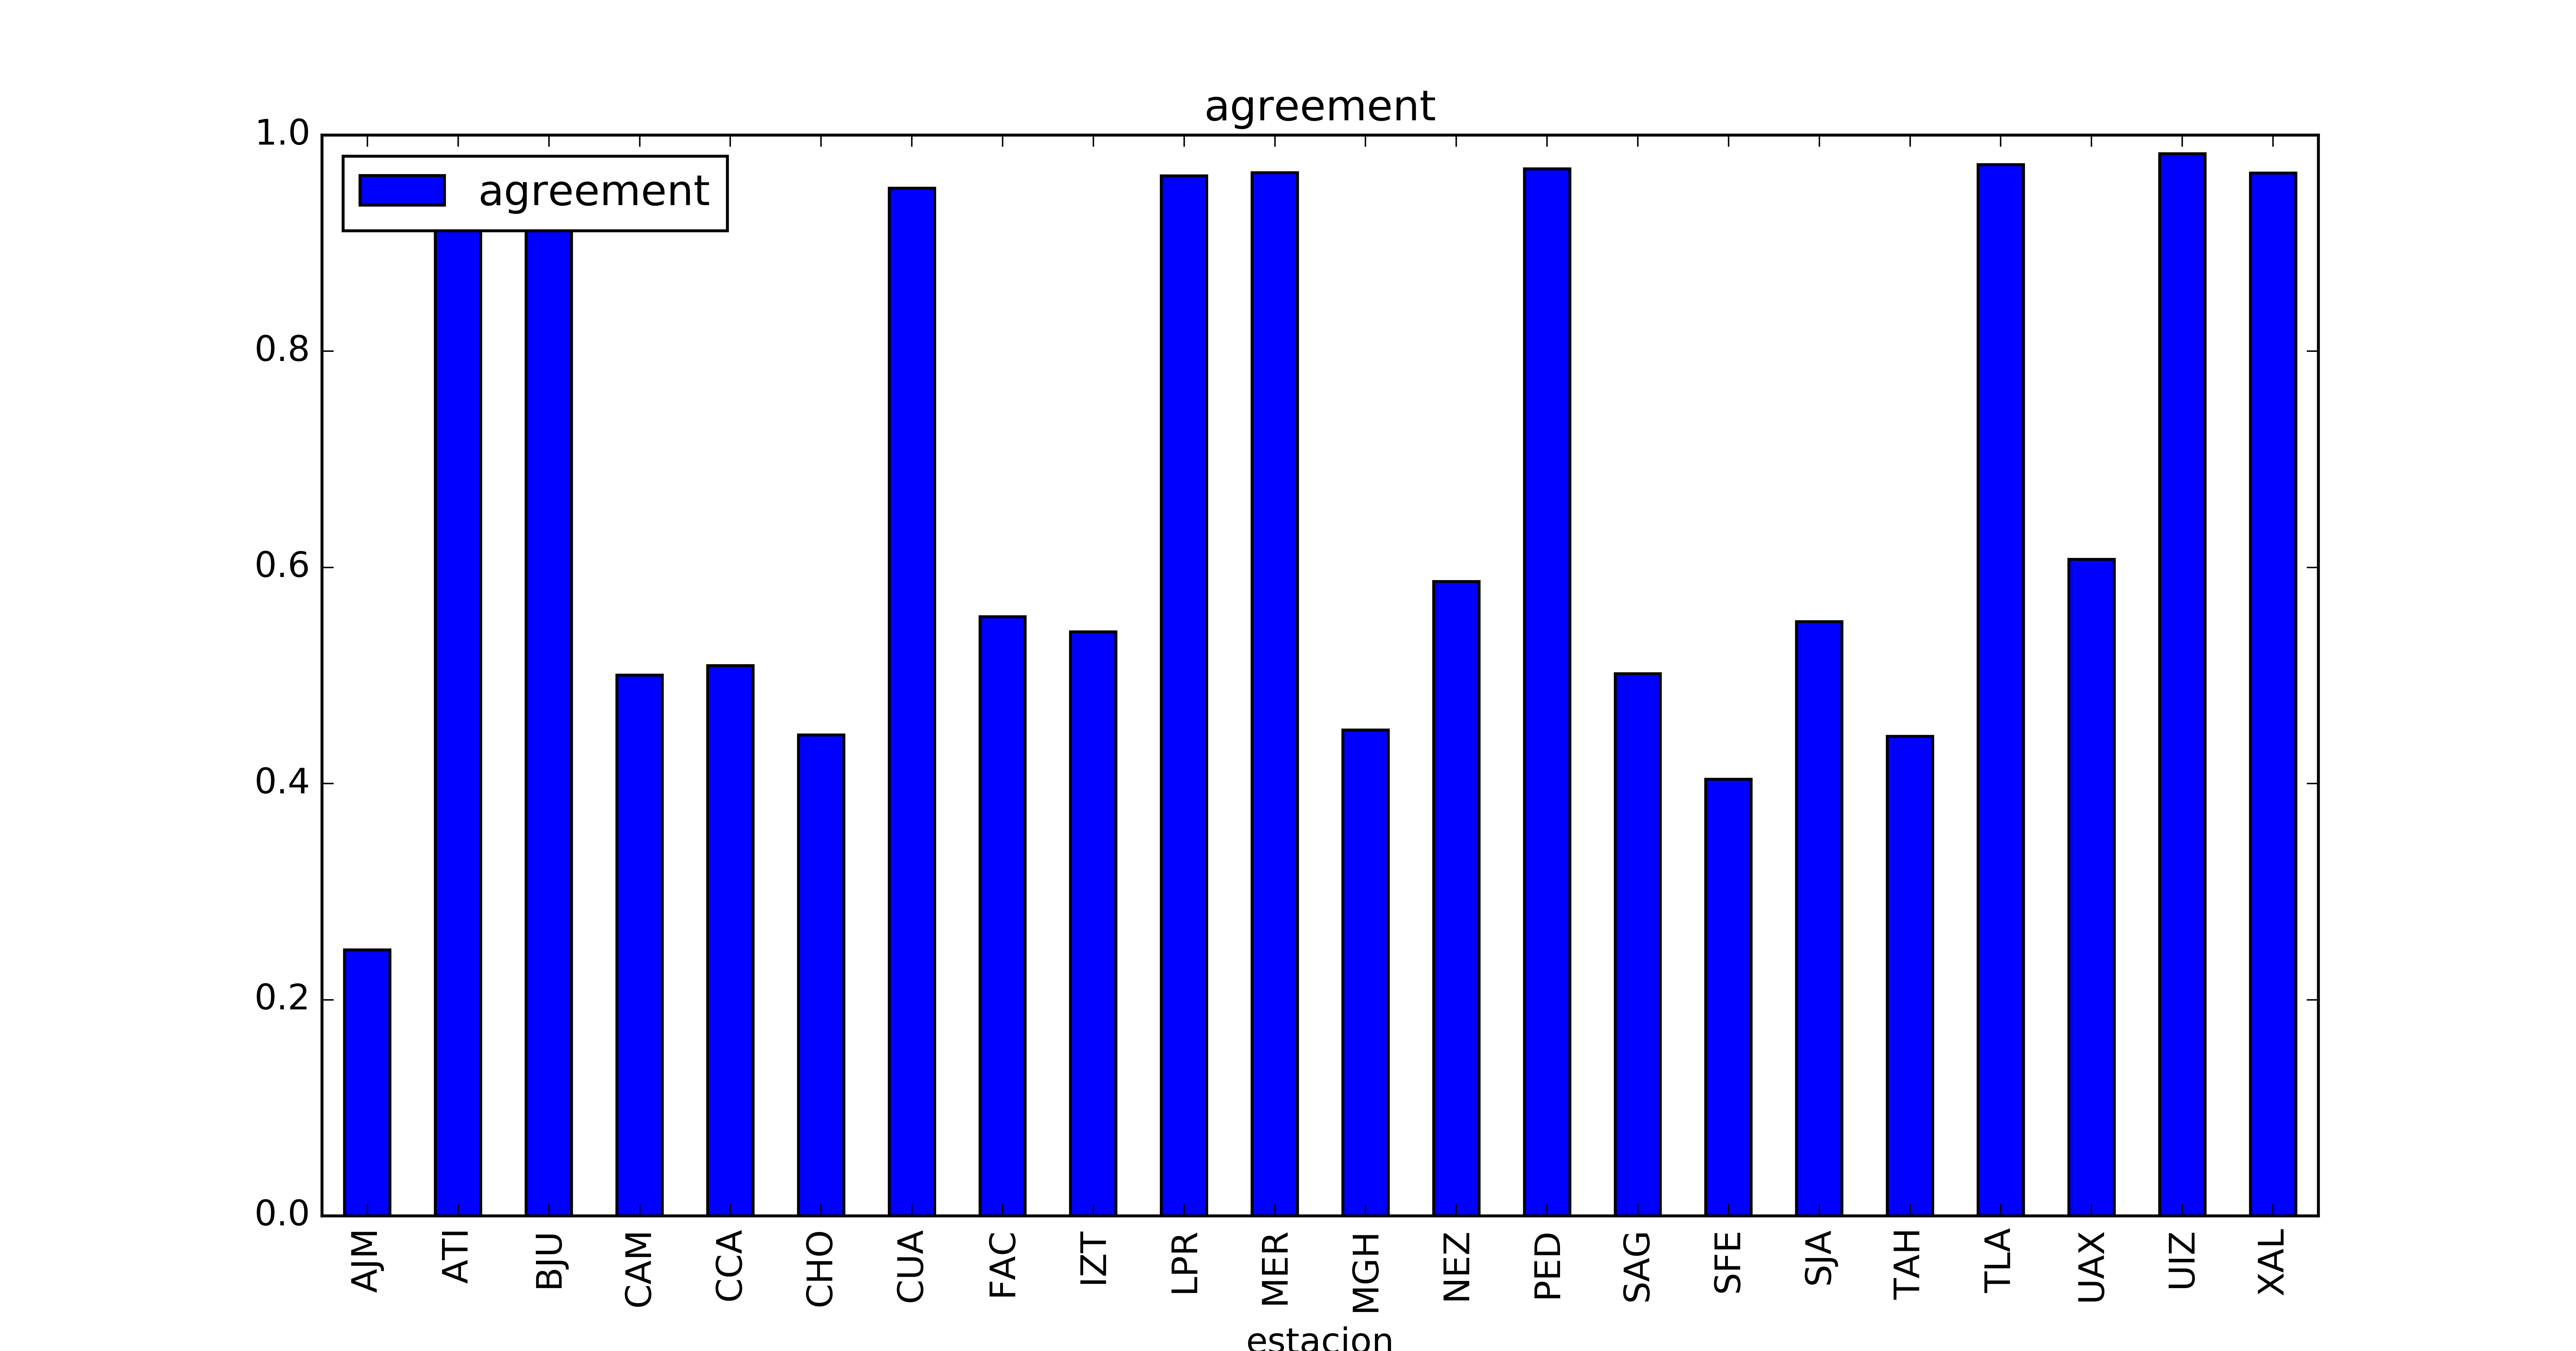 agreement
agreement
1.0
0.8
0.6
0.4
0.2
0.0
AJM
ATI
BJU
CAM
CCA
CHO
CUA
FAC
IZT
LPR
MER
MGH
NEZ
PED
SAG
SFE
SJA
TAH
TLA
UAX
UIZ
XAL
estacion